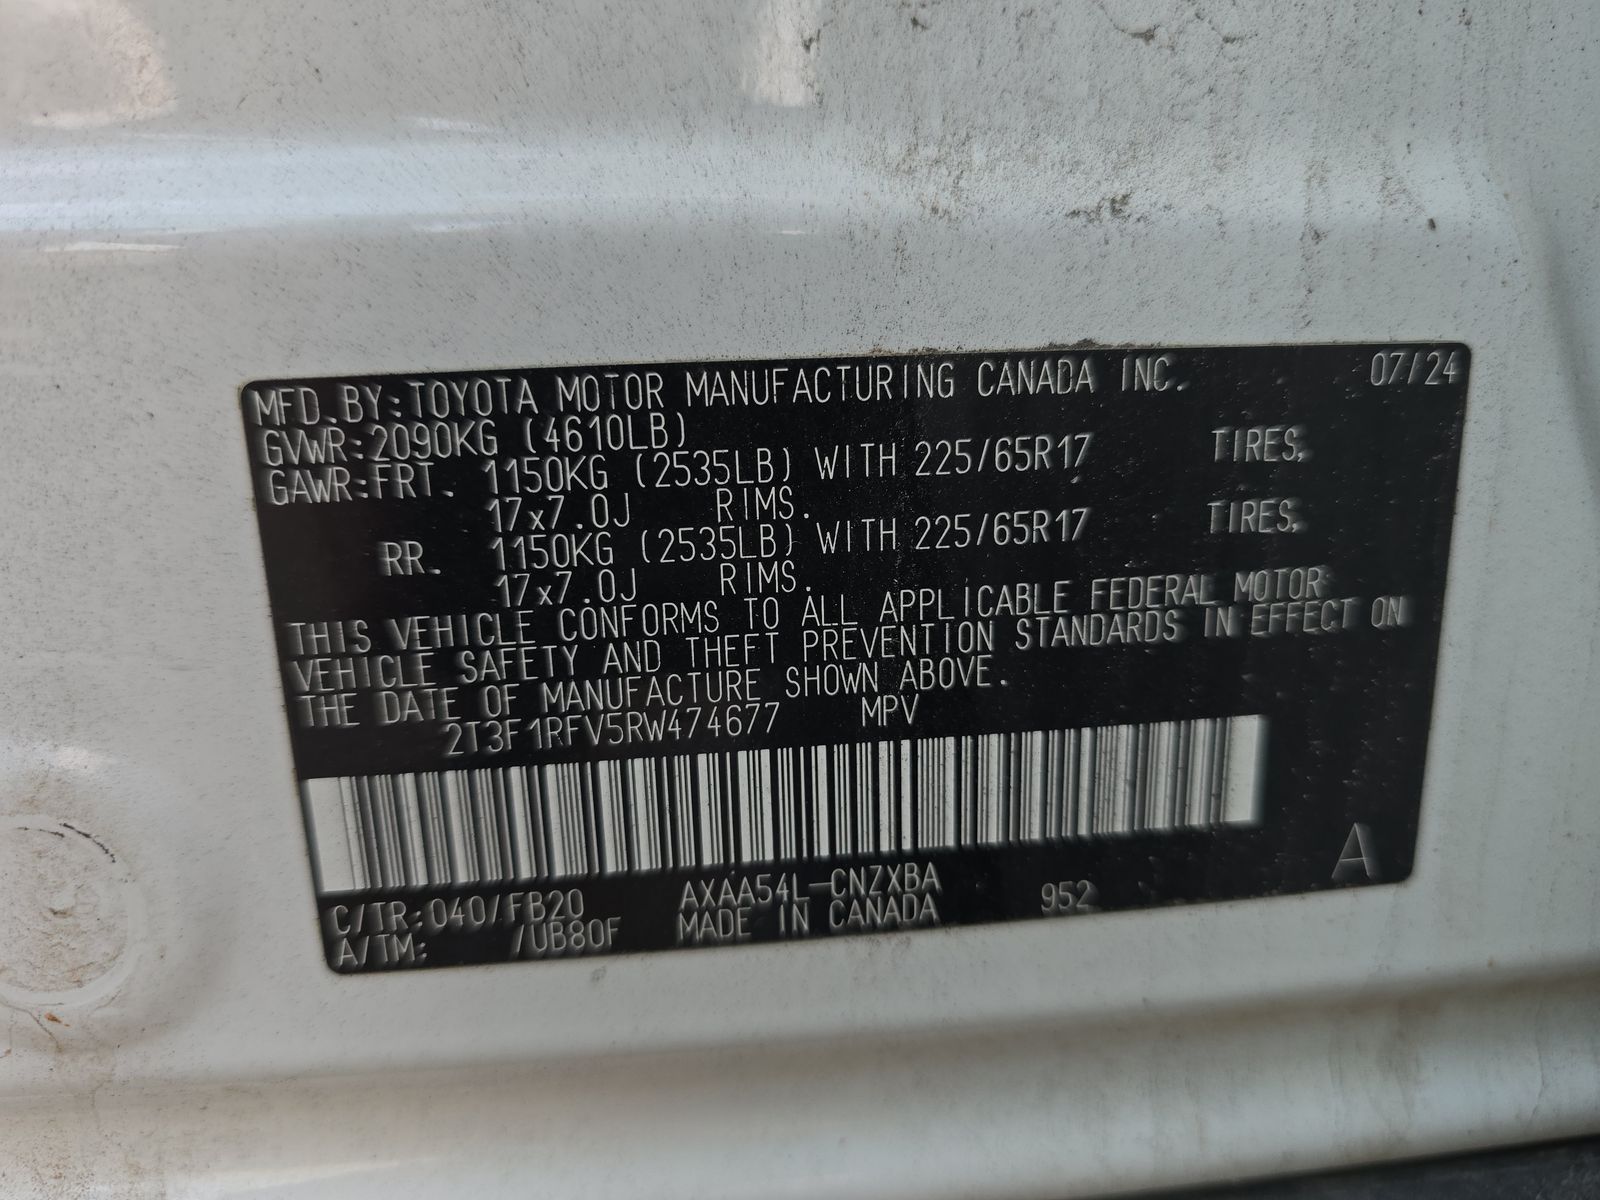 MFD.BY:TOYOTA MOTOR MANUFACTURING CANADA INC. 07/24
GVWR:2090KG (4610LB)
GAWR:FRT. 1150KG (2535LB) WITH 225/65R17 TIRES,
17x7.0J RIMS.
RR. 1150KG (2535LB) WITH 225/65R17 TIRES,
17x7.0J RIMS.
THIS VEHICLE CONFORMS TO ALL APPLICABLE FEDERAL MOTOR
VEHICLE SAFETY AND THEFT PREVENTION STANDARDS IN EFFECT ON
THE DATE OF MANUFACTURE SHOWN ABOVE.
2T3F1RFV5RW474677 MPV
A
C/TR:040/FB20 AXAA54L-CNZXBA 952
A/TM: /UB80F MADE IN CANADA